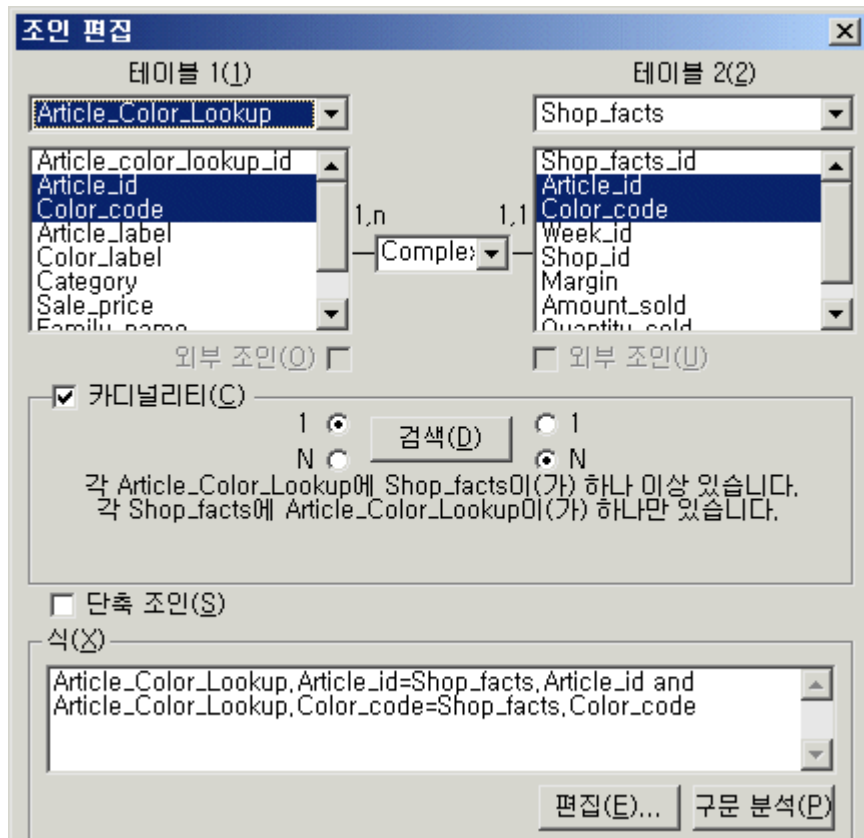 조인 편집
테이블 1(1)
테이블 2(2)
Article_Color_Lookup
Shop_facts
Article_color_lookup_id
Article_id
Color_code
Article_label
Color_label
Category
Sale_price
Family_name
1,n
1,1
Complex
Shop_facts_id
Article_id
Color_code
Week_id
Shop_id
Margin
Amount_sold
Quantity_sold
외부 조인(O)
외부 조인(U)
카디널리티(C)
1
N
검색(D)
1
N
각 Article_Color_Lookup에 Shop_facts이(가) 하나 이상 있습니다.
각 Shop_facts에 Article_Color_Lookup이(가) 하나만 있습니다.
단축 조인(S)
식(X)
Article_Color_Lookup,Article_id=Shop_facts,Article_id and
Article_Color_Lookup,Color_code=Shop_facts,Color_code
편집(E)...
구문 분석(P)